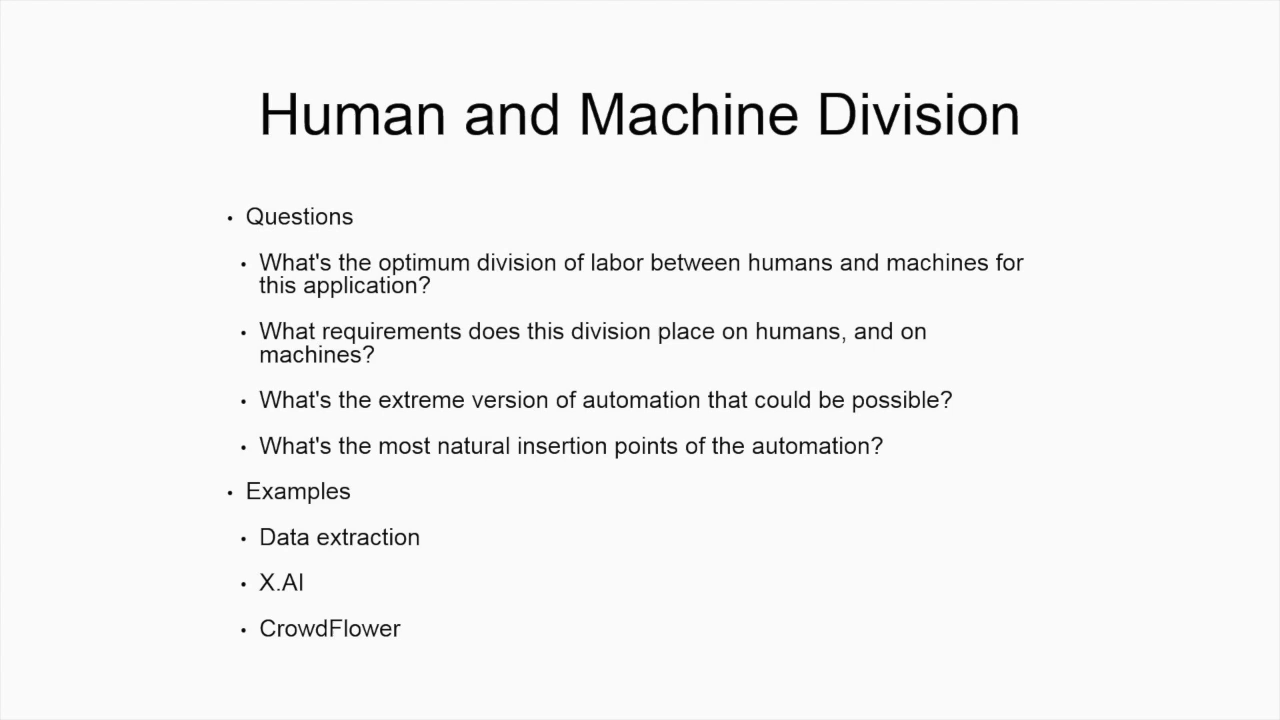 Human and Machine Division
• Questions
• What's the optimum division of labor between humans and machines for
this application?
• What requirements does this division place on humans, and on
machines?
• What's the extreme version of automation that could be possible?
• What's the most natural insertion points of the automation?
• Examples
• Data extraction
• X.AI
• CrowdFlower